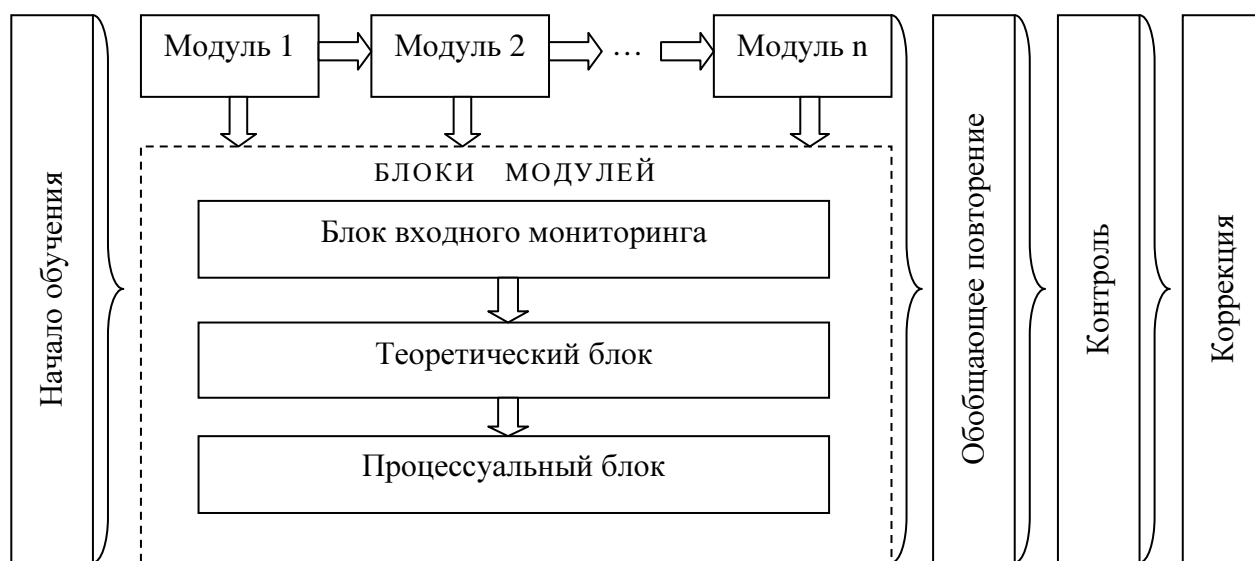 Начало обучения
Модуль 1
Модуль 2
…
Модуль n
БЛОКИ МОДУЛЕЙ
Блок входного мониторинга
Теоретический блок
Процессуальный блок
Обобщающее повторение
Контроль
Коррекция